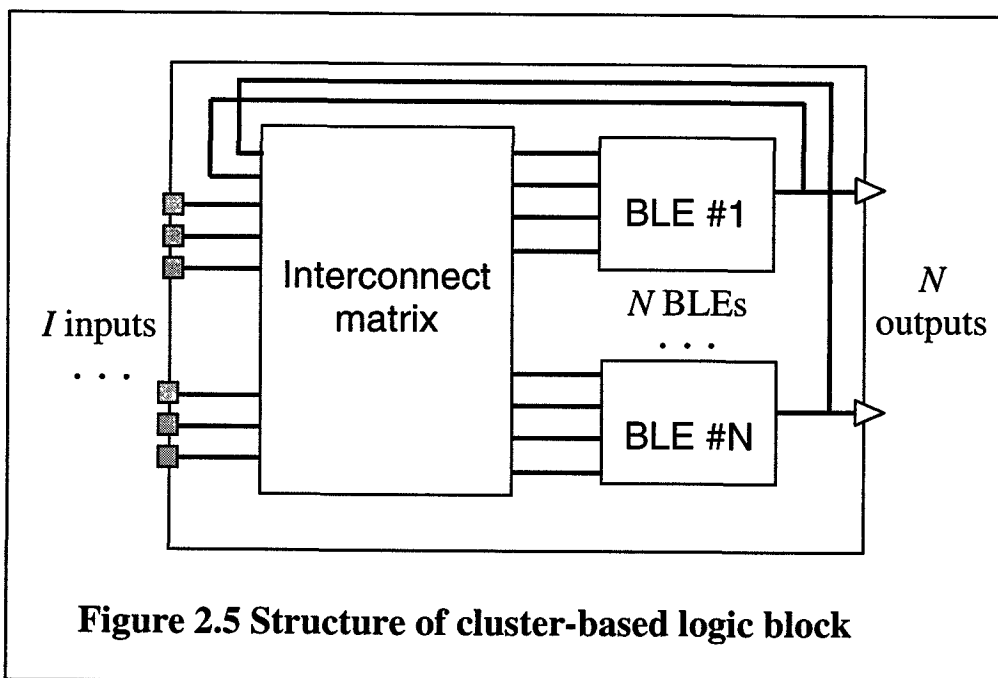 BLE #1
Interconnect
matrix
N BLEs
. . .
N
outputs
I inputs
. . .
BLE #N
Figure 2.5 Structure of cluster-based logic block